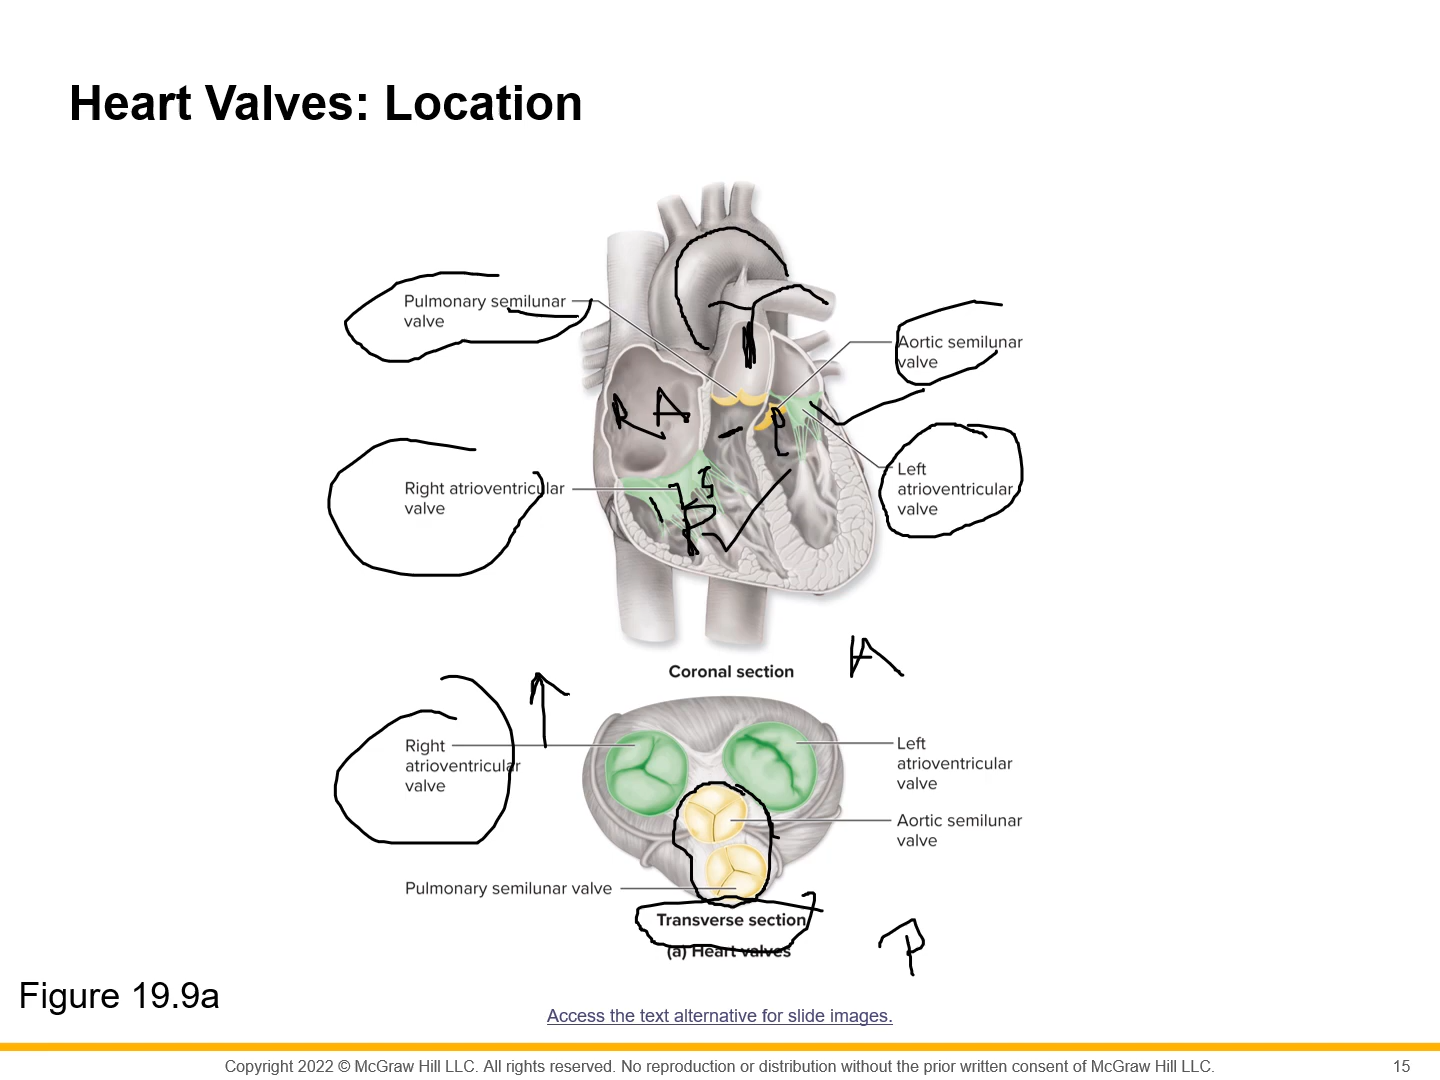 Heart Valves: Location
Pulmonary semilunar
valve
Aortic semilunar
valve
RA
Right atrioventricular
valve
Left
atrioventricular
valve
Coronal section
A
Right
atrioventricular
valve
Left
atrioventricular
valve
Aortic semilunar
valve
Pulmonary semilunar valve
Transverse section
(a) Heart valves
P
Figure 19.9a
Access the text alternative for slide images.
Copyright 2022 © McGraw Hill LLC. All rights reserved. No reproduction or distribution without the prior written consent of McGraw Hill LLC.
15